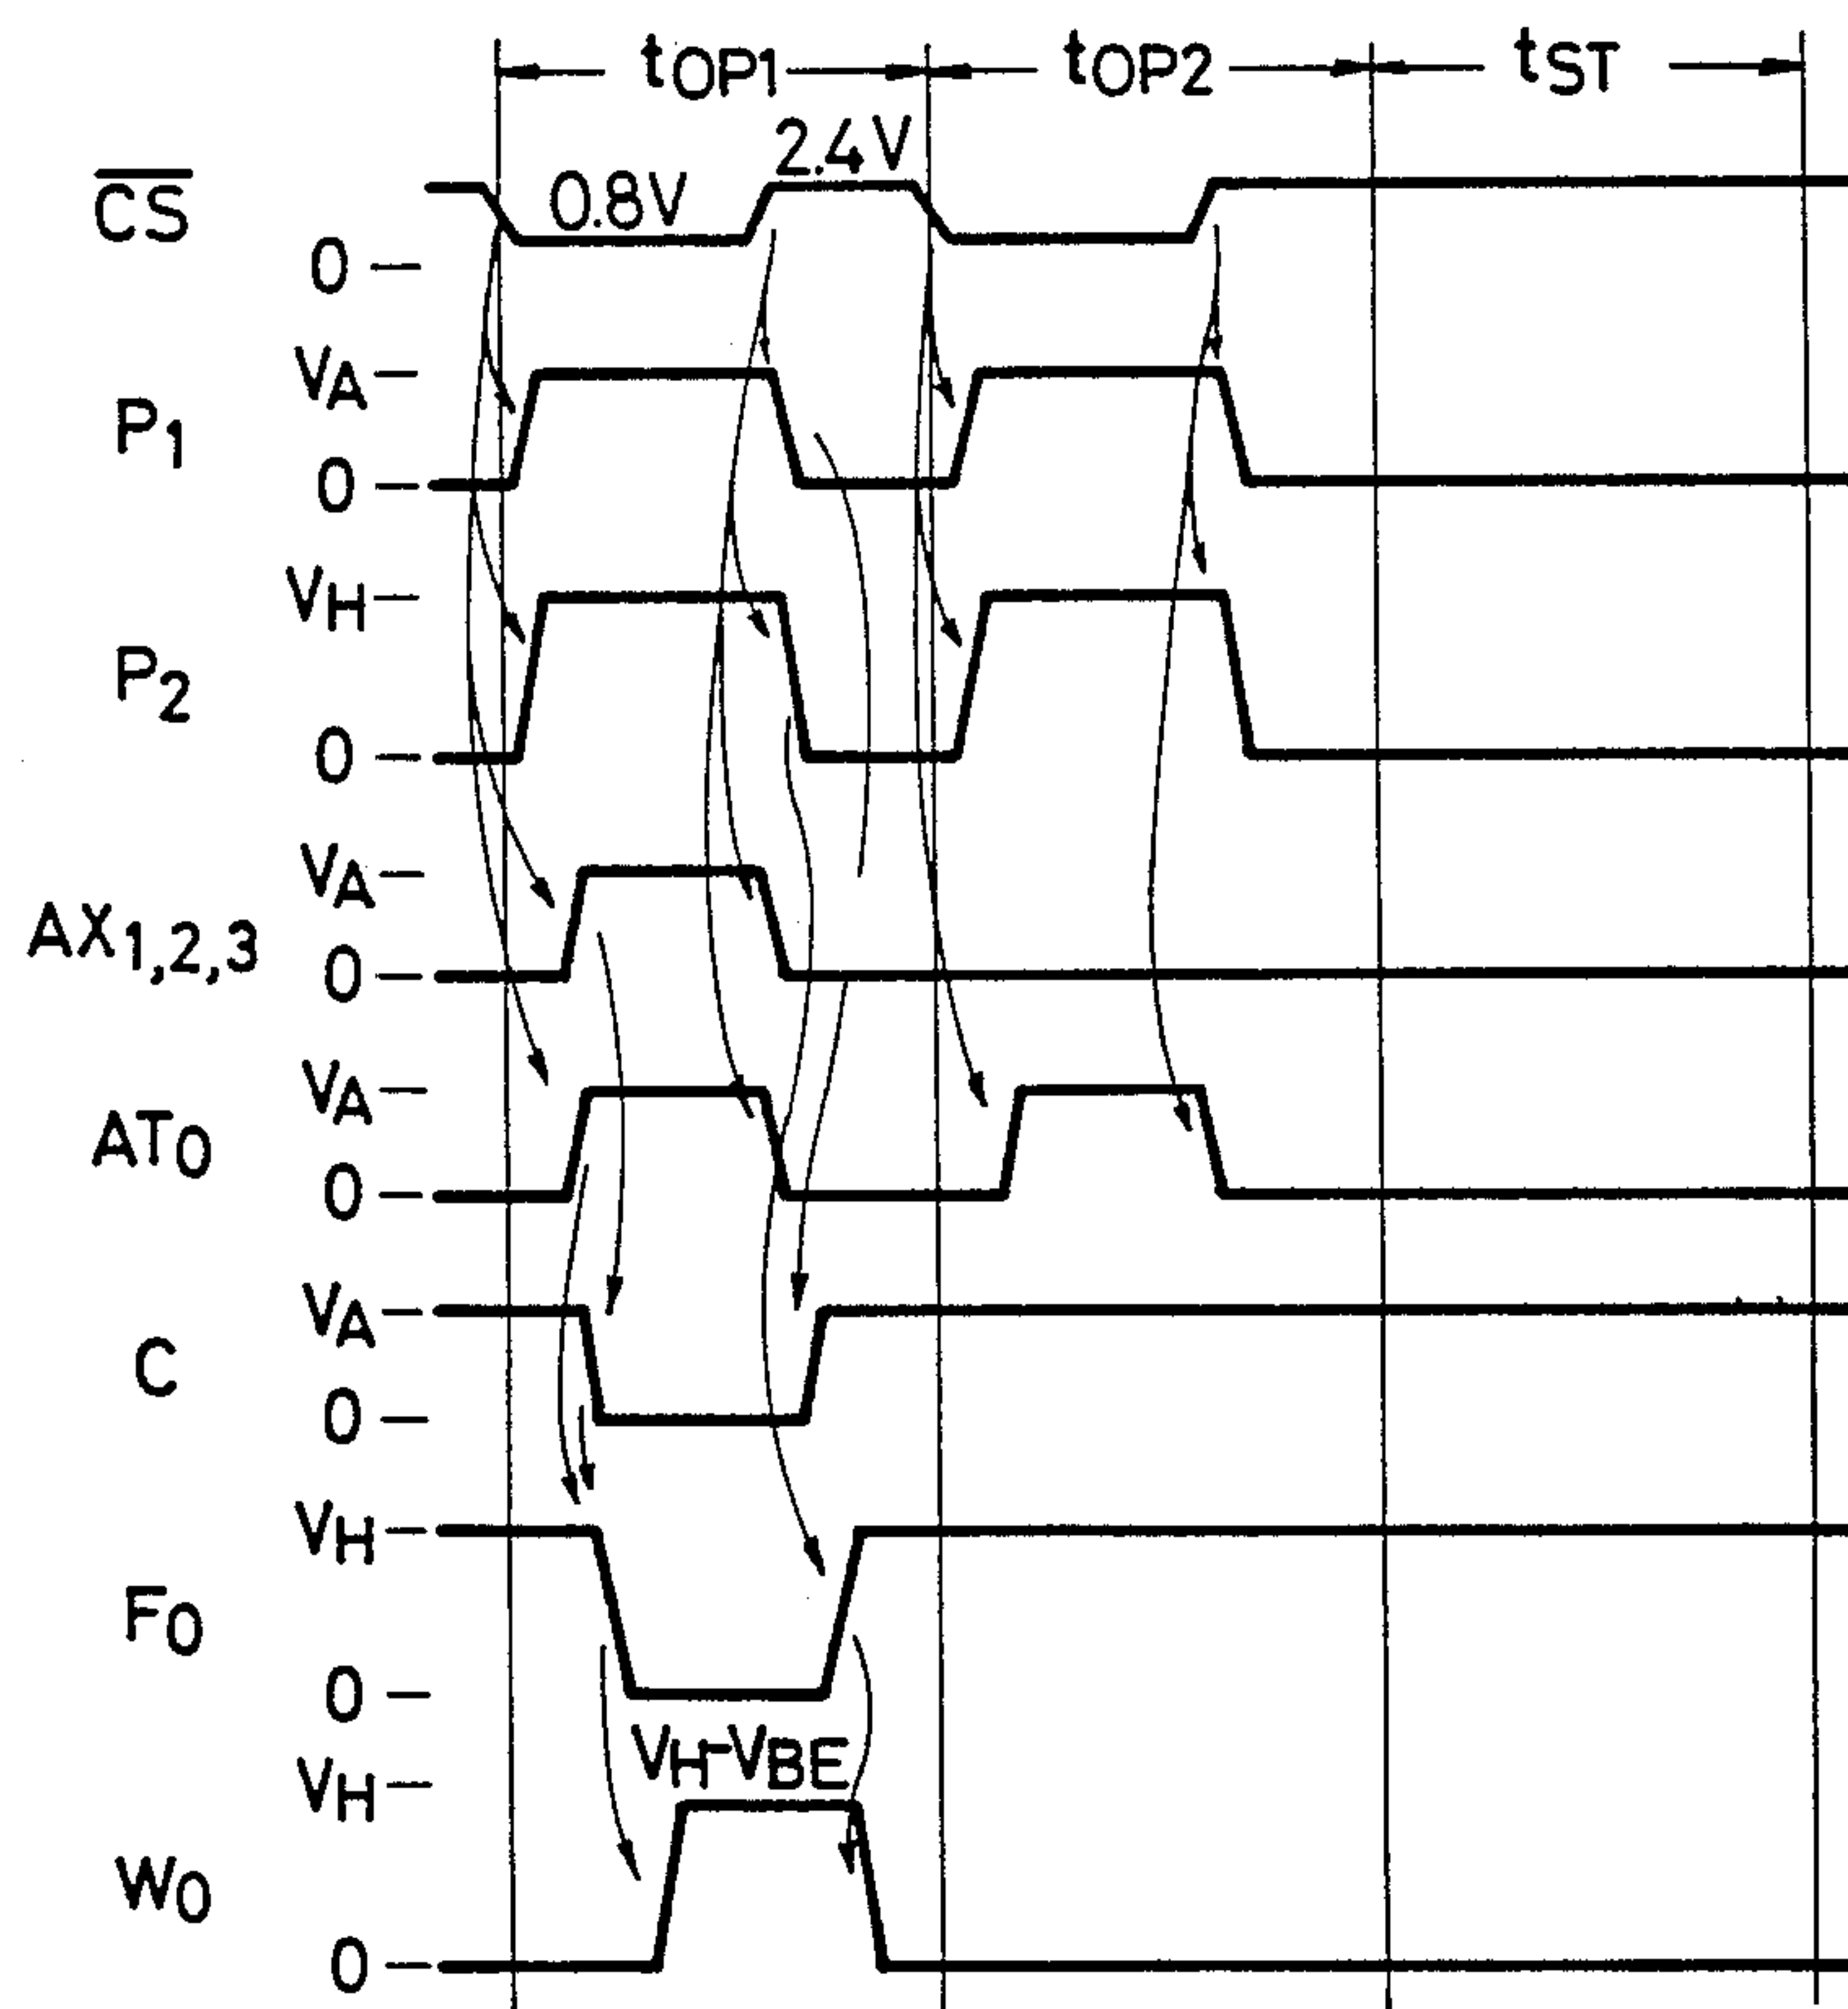 tOP1 tOP2 tST
2.4V
C̅S̅ 0.8V
0
VA
P1
0
VH
P2
0
VA
AX1,2,3
0
VA
AT0
0
VA
C
0
VH
F0
0
VH-VBE
VH
W0
0